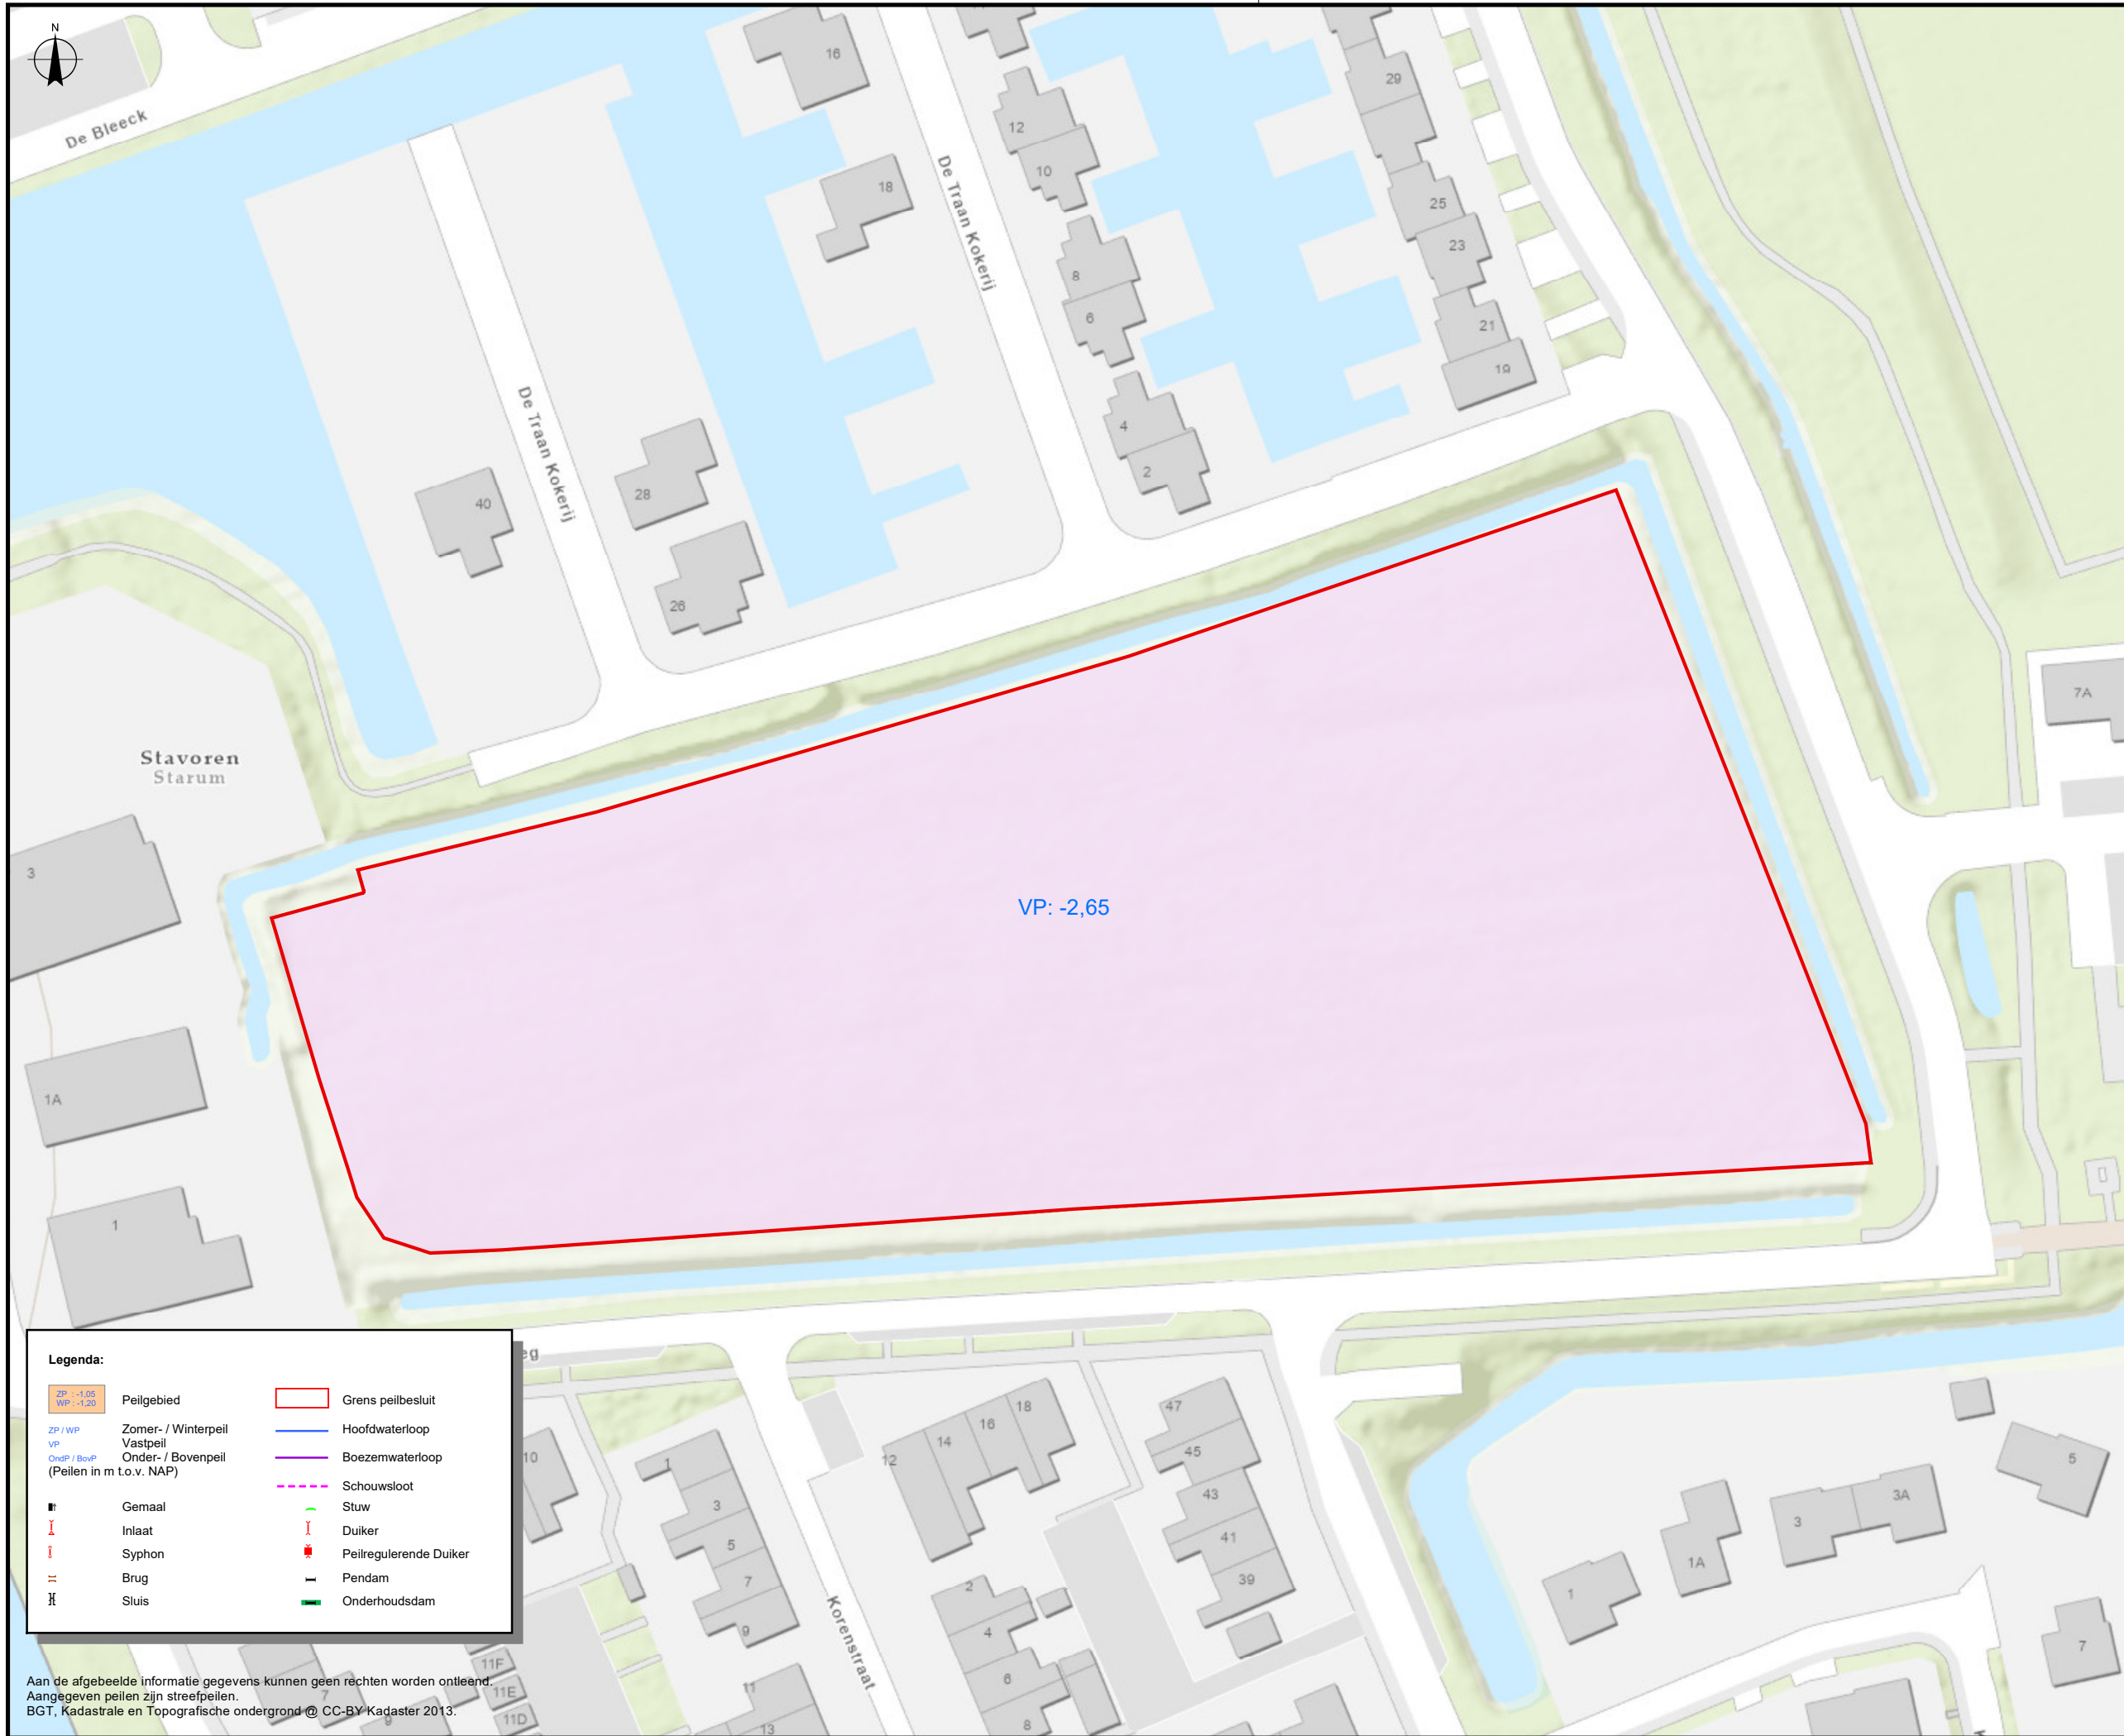 N
De Bleeck
16
18
De Traan Kokerij
12
10
8
6
4
2
29
25
23
21
19
De Traan Kokerij
40
28
26
7A
Stavoren
Starum
3
1A
1
VP: -2,65
Legenda:
ZP : -1,05
WP : -1,20
Peilgebied
Grens peilbesluit
ZP / WP Zomer- / Winterpeil
Hoofdwaterloop
VP Vastpeil
OndP / BovP Onder- / Bovenpeil
Boezemwaterloop
(Peilen in m t.o.v. NAP)
Schouwsloot
Gemaal
Stuw
Inlaat
Duiker
Syphon
Peilregulerende Duiker
Brug
Pendam
Sluis
Onderhoudsdam
eg
10
1
3
5
7
9
11
13
12
14
16
18
2
4
6
8
Korenstraat
47
45
43
41
39
1
1A
3
3A
5
7
11F
11E
11D
7
9
Aan de afgebeelde informatie gegevens kunnen geen rechten worden ontleend.
Aangegeven peilen zijn streefpeilen.
BGT, Kadastrale en Topografische ondergrond @ CC-BY Kadaster 2013.